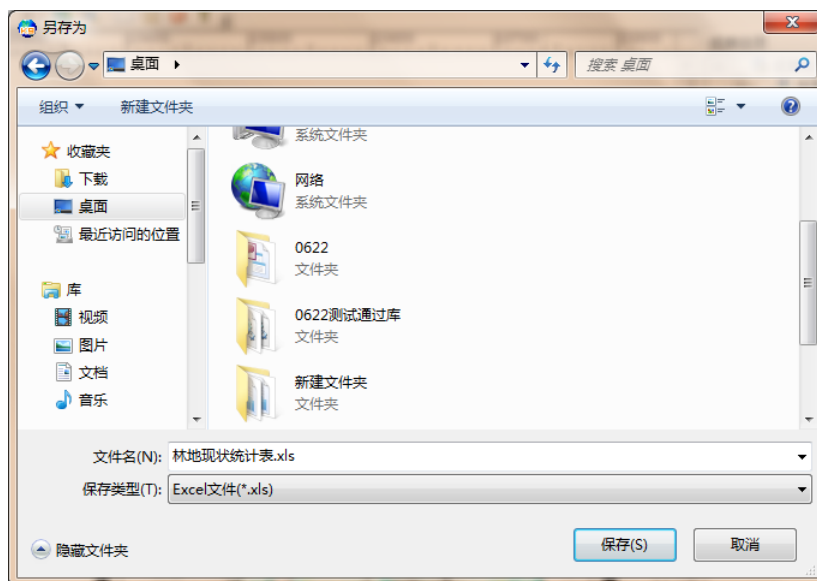 另存为
桌面
搜索 桌面
组织
新建文件夹
收藏夹
下载
桌面
最近访问的位置
库
视频
图片
文档
音乐
系统文件夹
网络
系统文件夹
0622
文件夹
0622测试通过库
文件夹
新建文件夹
文件夹
文件名(N): 林地现状统计表.xls
保存类型(T): Excel文件(*.xls)
隐藏文件夹
保存(S)
取消